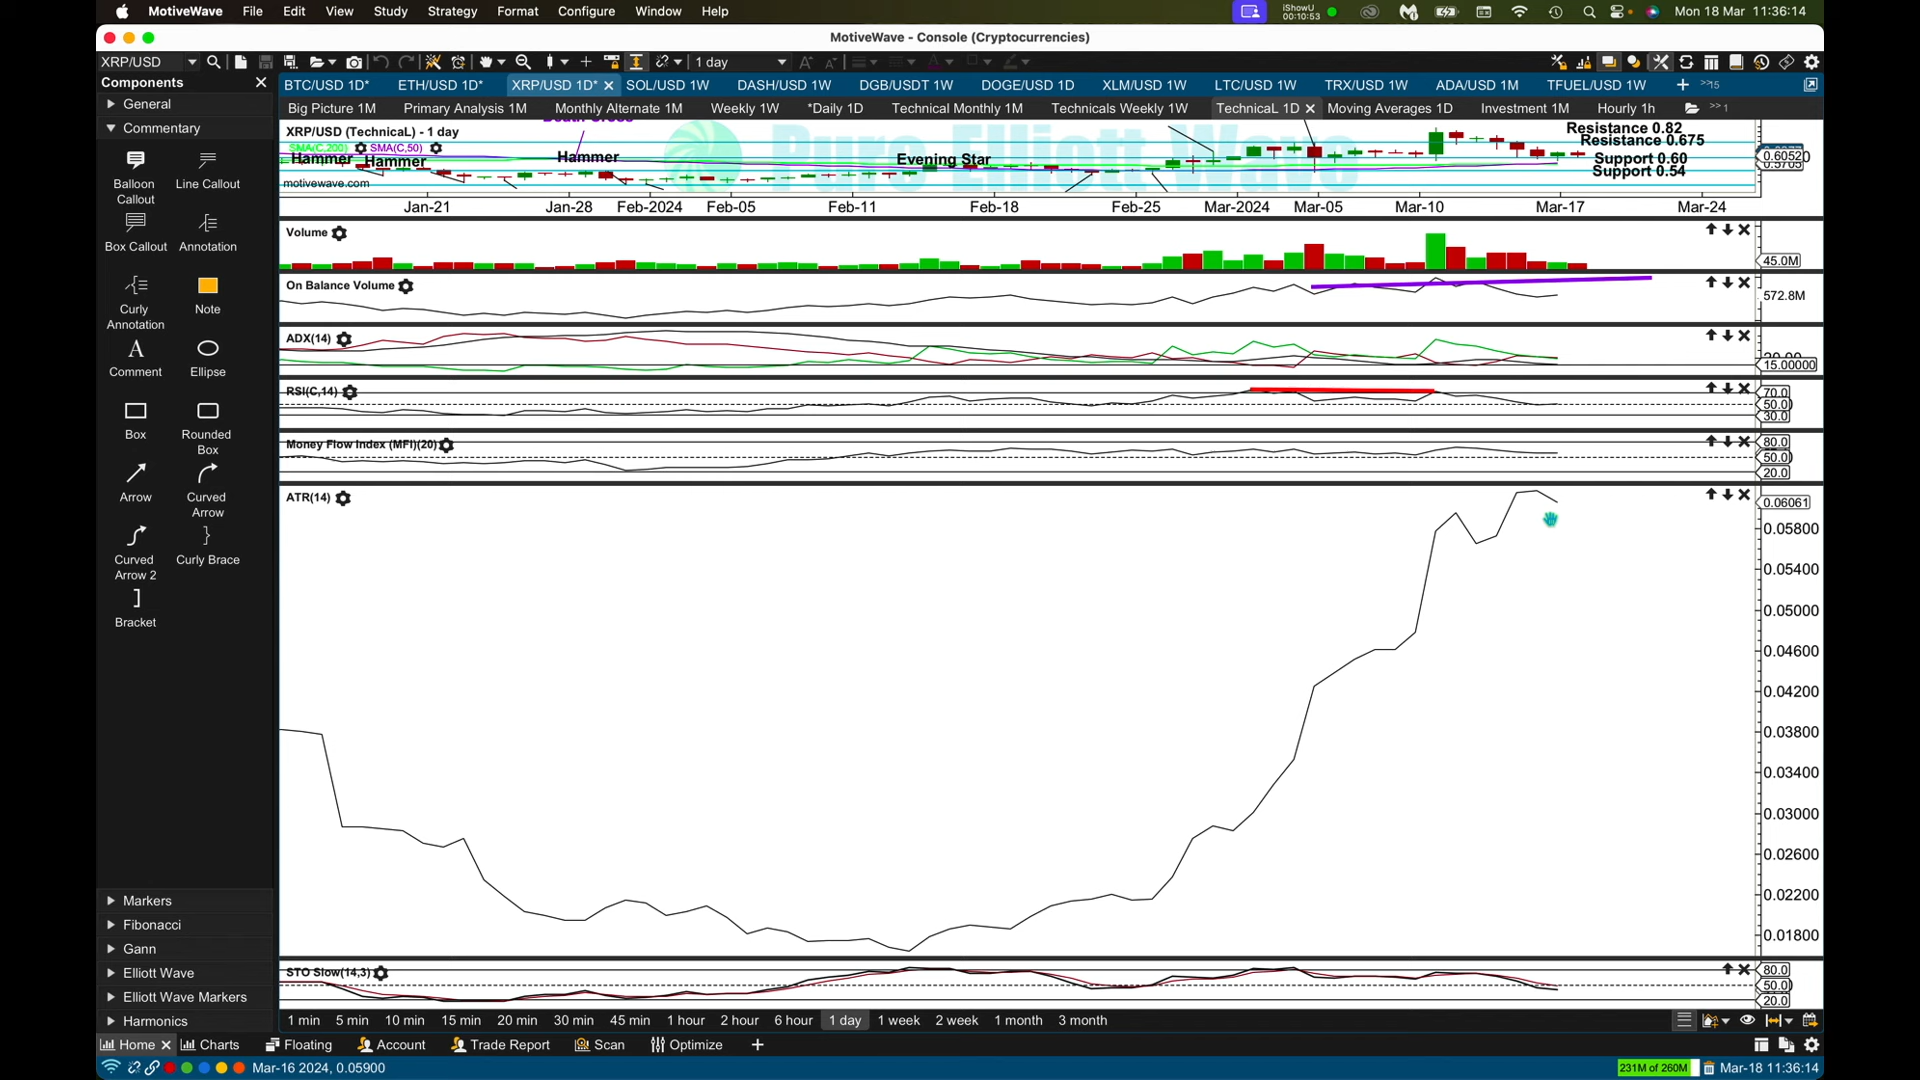 MotiveWave File Edit View Study Strategy Format Configure Window Help iShowU 00:10:53 Mon 18 Mar 11:36:14
MotiveWave - Console (Cryptocurrencies)
XRP/USD 1 day
Components
BTC/USD 1D* ETH/USD 1D* XRP/USD 1D* SOL/USD 1W DASH/USD 1W DGB/USDT 1W DOGE/USD 1D XLM/USD 1W LTC/USD 1W TRX/USD 1W ADA/USD 1M TFUEL/USD 1W + >>15
General
Big Picture 1M Primary Analysis 1M Monthly Alternate 1M Weekly 1W *Daily 1D Technical Monthly 1M Technicals Weekly 1W TechnicaL 1D Moving Averages 1D Investment 1M Hourly 1h >>1
Commentary
Balloon Callout
Line Callout
Box Callout
Annotation
Curly Annotation
Note
Comment
Ellipse
Box
Rounded Box
Arrow
Curved Arrow
Curved Arrow 2
Curly Brace
Bracket
Markers
Fibonacci
Gann
Elliott Wave
Elliott Wave Markers
Harmonics
XRP/USD (TechnicaL) - 1 day
SMA(C,200) SMA(C,50)
Death Cross
Hammer Hammer Hammer Evening Star
Pure Elliott Wave
motivewave.com
Resistance 0.82
Resistance 0.675
Support 0.60
Support 0.54
Jan-21 Jan-28 Feb-2024 Feb-05 Feb-11 Feb-18 Feb-25 Mar-2024 Mar-05 Mar-10 Mar-17 Mar-24
Volume
45.0M
On Balance Volume
572.8M
ADX(14)
15.00000
RSI(C,14)
70.0
50.0
30.0
Money Flow Index (MFI)(20)
80.0
50.0
20.0
ATR(14)
0.06061
0.05800
0.05400
0.05000
0.04600
0.04200
0.03800
0.03400
0.03000
0.02600
0.02200
0.01800
STO Slow(14,3)
80.0
50.0
20.0
1 min 5 min 10 min 15 min 20 min 30 min 45 min 1 hour 2 hour 6 hour 1 day 1 week 2 week 1 month 3 month
Home Charts Floating Account Trade Report Scan Optimize +
Mar-16 2024, 0.05900 231M of 260M Mar-18 11:36:14